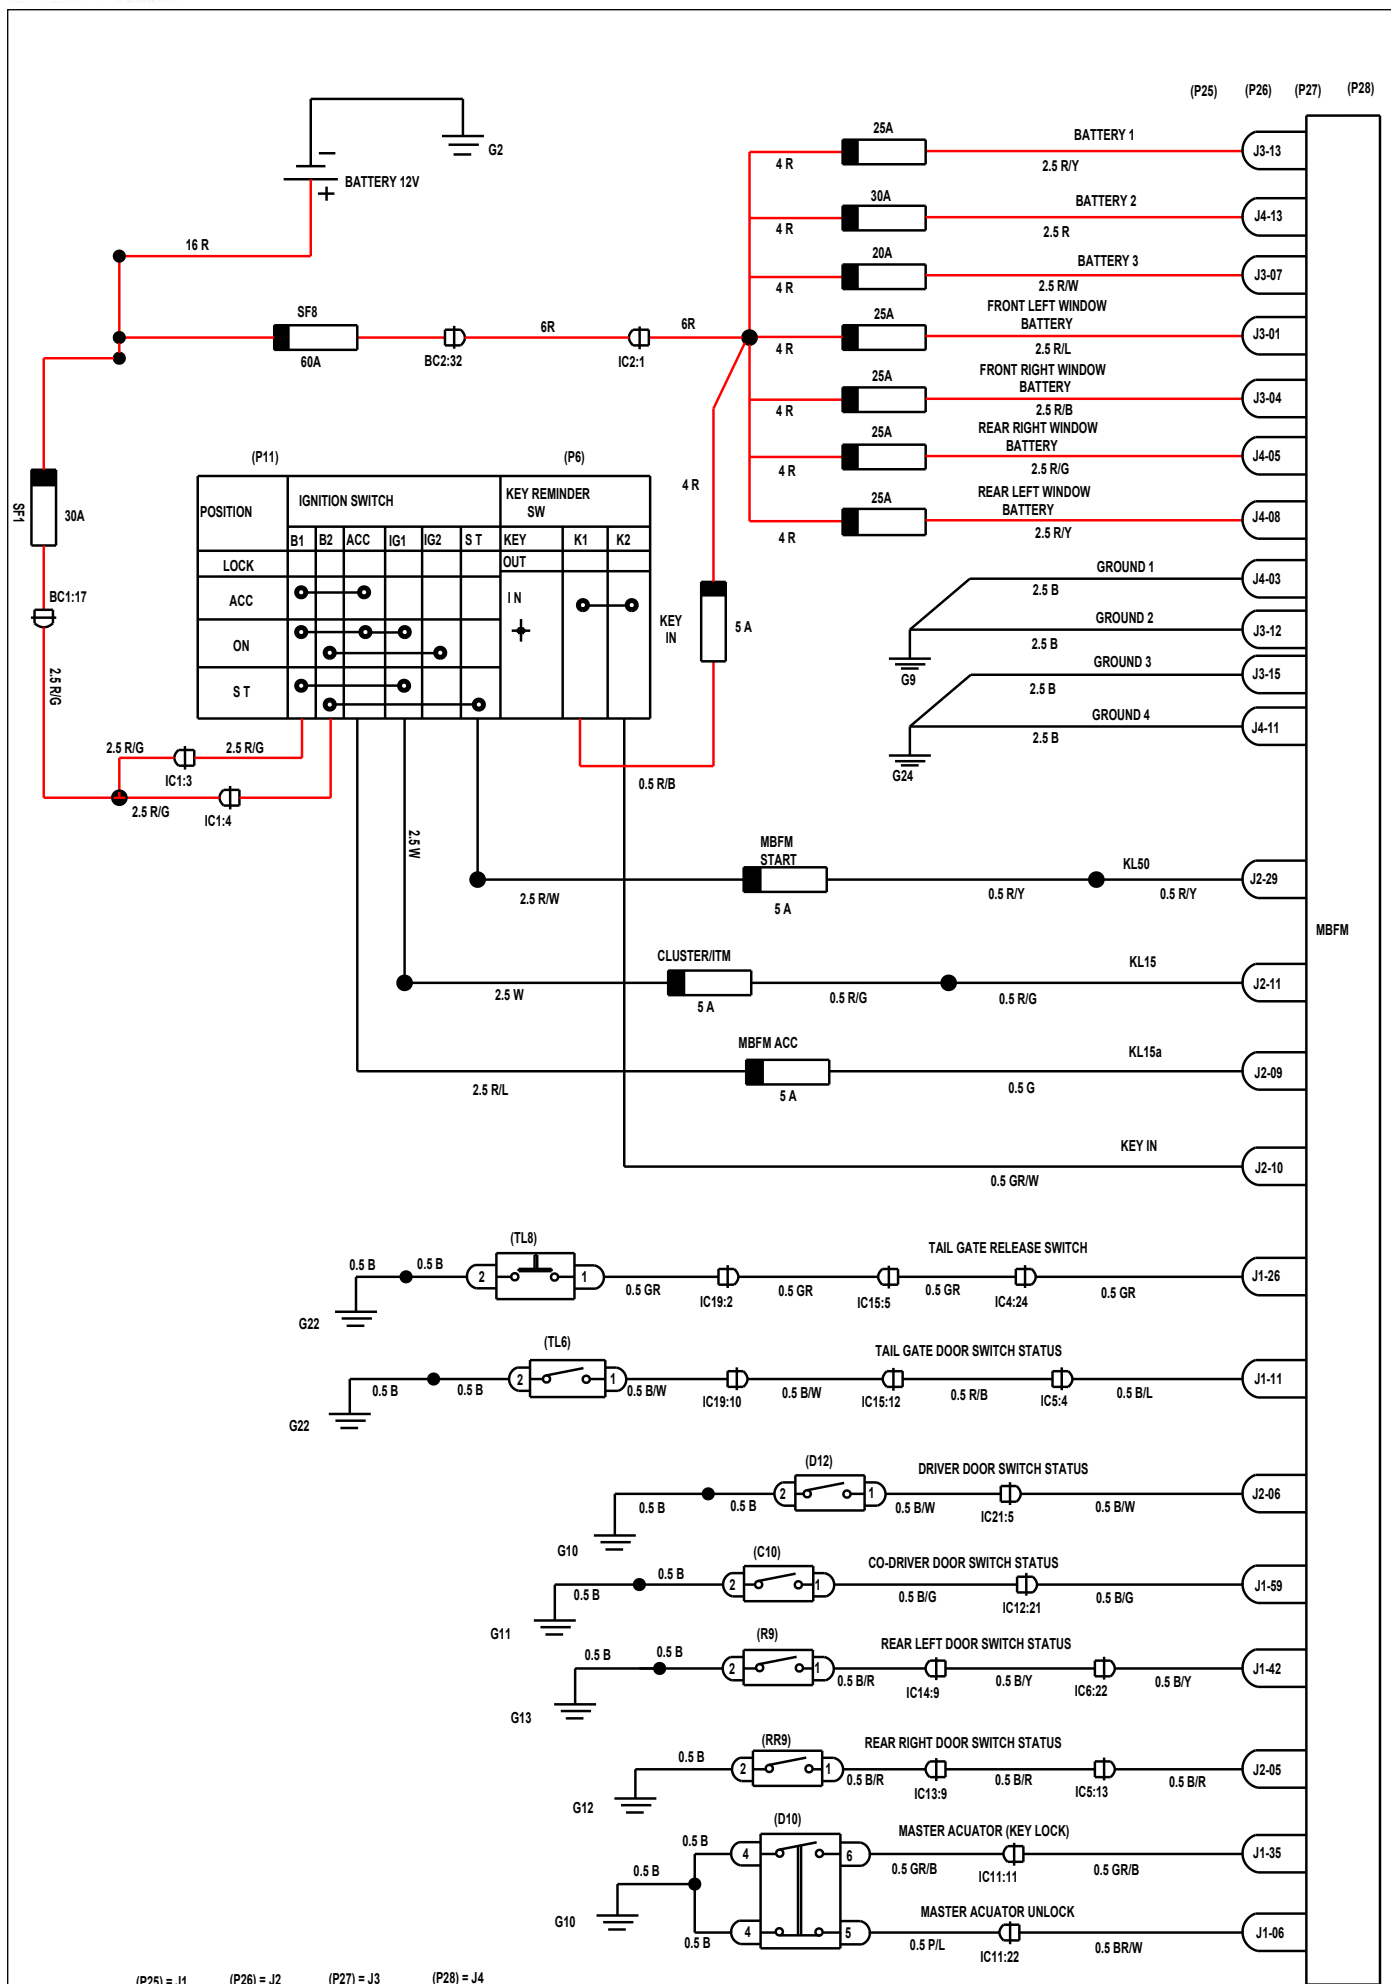 (P25) (P26) (P27) (P28)
G2
BATTERY 12V
16 R
SF8
60A
BC2:32
6R
IC2:1
6R
4 R
25A
BATTERY 1
2.5 R/Y
J3-13
4 R
30A
BATTERY 2
2.5 R
J4-13
4 R
20A
BATTERY 3
2.5 R/W
J3-07
4 R
25A
FRONT LEFT WINDOW
BATTERY
2.5 R/L
J3-01
4 R
25A
FRONT RIGHT WINDOW
BATTERY
2.5 R/B
J3-04
4 R
25A
REAR RIGHT WINDOW
BATTERY
2.5 R/G
J4-05
4 R
25A
REAR LEFT WINDOW
BATTERY
2.5 R/Y
J4-08
SF1
30A
BC1:17
2.5 R/G
(P11) (P6)
POSITION IGNITION SWITCH KEY REMINDER
SW
B1 B2 ACC IG1 IG2 S T KEY K1 K2
LOCK OUT
ACC I N
ON
S T
4 R
KEY
IN
5 A
0.5 R/B
2.5 R/G
IC1:3
2.5 R/G
2.5 R/G
IC1:4
GROUND 1
2.5 B
J4-03
GROUND 2
2.5 B
J3-12
G9
GROUND 3
2.5 B
J3-15
GROUND 4
2.5 B
J4-11
G24
2.5 W
2.5 R/W
MBFM
START
5 A
0.5 R/Y
KL50
0.5 R/Y
J2-29
MBFM
2.5 W
CLUSTER/ITM
5 A
0.5 R/G
KL15
0.5 R/G
J2-11
2.5 R/L
MBFM ACC
5 A
KL15a
0.5 G
J2-09
KEY IN
0.5 GR/W
J2-10
G22
0.5 B
0.5 B
(TL8)
2 1
0.5 GR
IC19:2
0.5 GR
IC15:5
0.5 GR
IC4:24
TAIL GATE RELEASE SWITCH
0.5 GR
J1-26
G22
0.5 B
0.5 B
(TL6)
2 1
0.5 B/W
IC19:10
0.5 B/W
IC15:12
TAIL GATE DOOR SWITCH STATUS
0.5 R/B
IC5:4
0.5 B/L
J1-11
G10
0.5 B
0.5 B
(D12)
2 1
0.5 B/W
DRIVER DOOR SWITCH STATUS
IC21:5
0.5 B/W
J2-06
G11
0.5 B
0.5 B
(C10)
2 1
0.5 B/G
CO-DRIVER DOOR SWITCH STATUS
IC12:21
0.5 B/G
J1-59
G13
0.5 B
0.5 B
(R9)
2 1
0.5 B/R
REAR LEFT DOOR SWITCH STATUS
IC14:9
0.5 B/Y
IC6:22
0.5 B/Y
J1-42
G12
0.5 B
(RR9)
2 1
0.5 B/R
REAR RIGHT DOOR SWITCH STATUS
IC13:9
0.5 B/R
IC5:13
0.5 B/R
J2-05
G10
0.5 B
0.5 B
(D10)
4 6
0.5 GR/B
MASTER ACUATOR (KEY LOCK)
IC11:11
0.5 GR/B
J1-35
0.5 B
4 5
0.5 P/L
MASTER ACUATOR UNLOCK
IC11:22
0.5 BR/W
J1-06
(P25) = J1 (P26) = J2 (P27) = J3 (P28) = J4